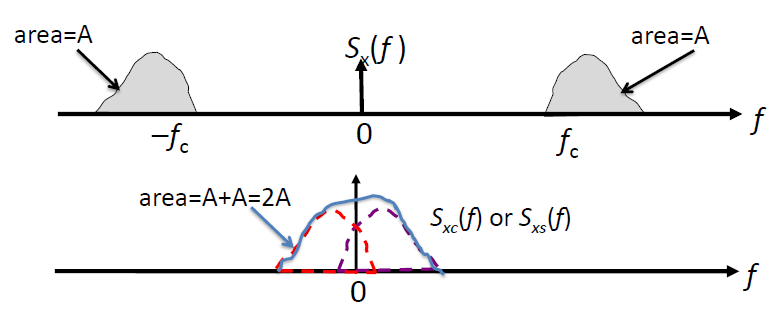 area=A
Sx(f)
area=A
–fc
0
fc
f
area=A+A=2A
Sxc(f) or Sxs(f)
0
f